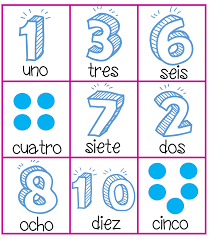 1 3 6
uno tres seis
7 2
cuatro siete dos
8 10
ocho diez cinco